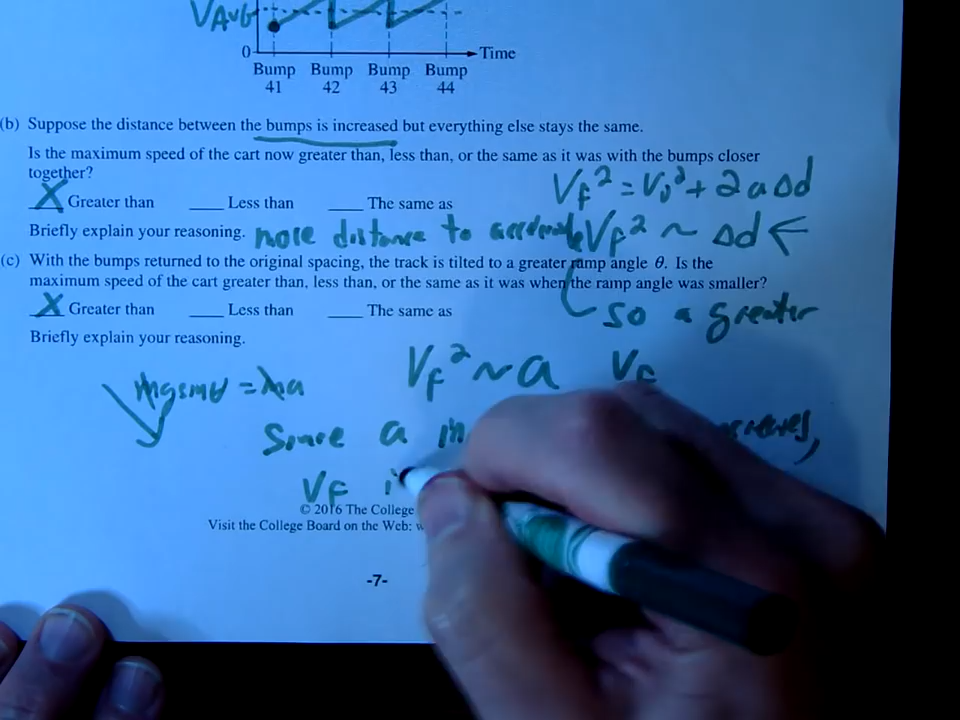 VAVG
0
Time
Bump Bump Bump Bump
41 42 43 44
(b) Suppose the distance between the bumps is increased but everything else stays the same.
Is the maximum speed of the cart now greater than, less than, or the same as it was with the bumps closer
together?
Vf² = V₀² + 2aΔd
X Greater than ___ Less than ___ The same as
Briefly explain your reasoning. more distance to Vf² ~ Δd ←
(c) With the bumps returned to the original spacing, the track is tilted to a greater ramp angle θ. Is the
maximum speed of the cart greater than, less than, or the same as it was when the ramp angle was smaller?
X Greater than ___ Less than ___ The same as
so a greater
Briefly explain your reasoning.
Vf² ~ a Vf
mgsinθ = ma
Since a in
VF i
© 2016 The College
Visit the College Board on the Web: w
-7-